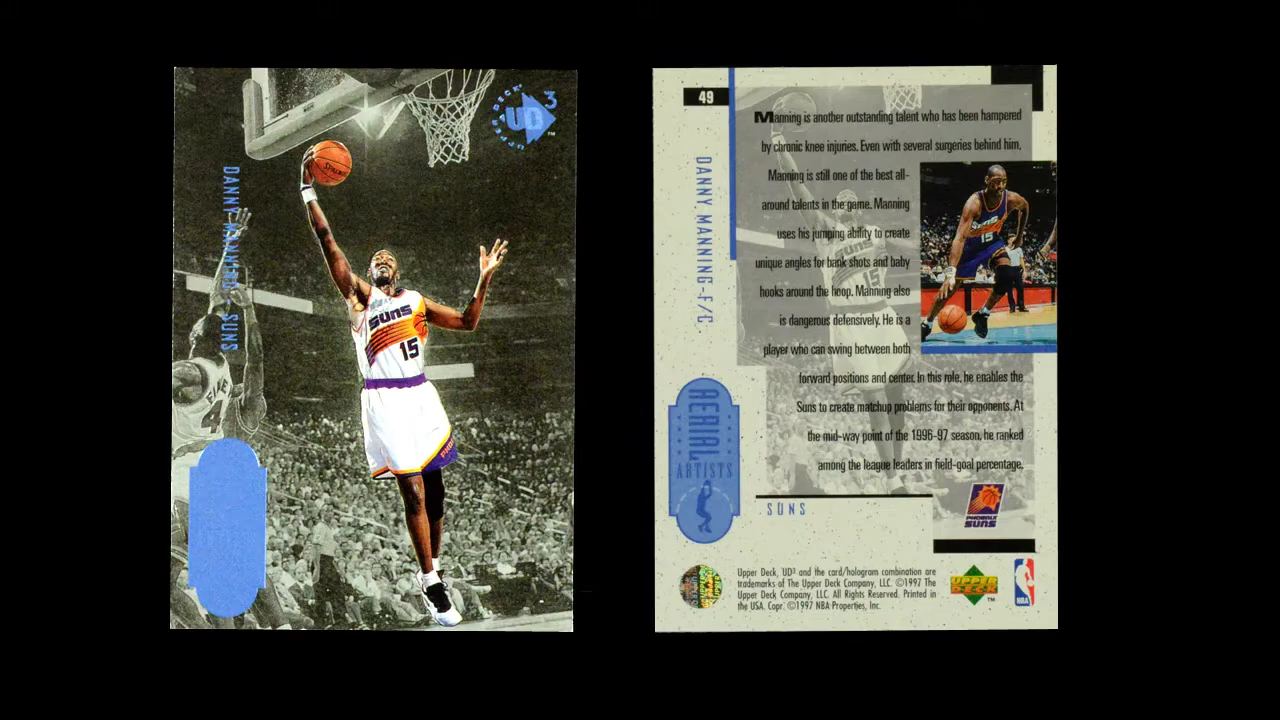 UPPER DECK
UD3
™
SPALDING
DANNY MANNING - SUNS
SUNS
15
49
DANNY MANNING-F/C
Manning is another outstanding talent who has been hampered
by chronic knee injuries. Even with several surgeries behind him,
Manning is still one of the best all-
around talents in the game. Manning
uses his jumping ability to create
unique angles for bank shots and baby
hooks around the hoop. Manning also
is dangerous defensively. He is a
player who can swing between both
forward positions and center. In this role, he enables the
Suns to create matchup problems for their opponents. At
the mid-way point of the 1996-97 season, he ranked
among the league leaders in field-goal percentage.
SUNS
15
AERIAL
ARTISTS
SUNS
PHOENIX
SUNS
Upper Deck, UD³ and the card/hologram combination are
trademarks of The Upper Deck Company, LLC. ©1997 The
Upper Deck Company, LLC. All Rights Reserved. Printed in
the USA. Copr. ©1997 NBA Properties, Inc.
UPPER
DECK
™
NBA